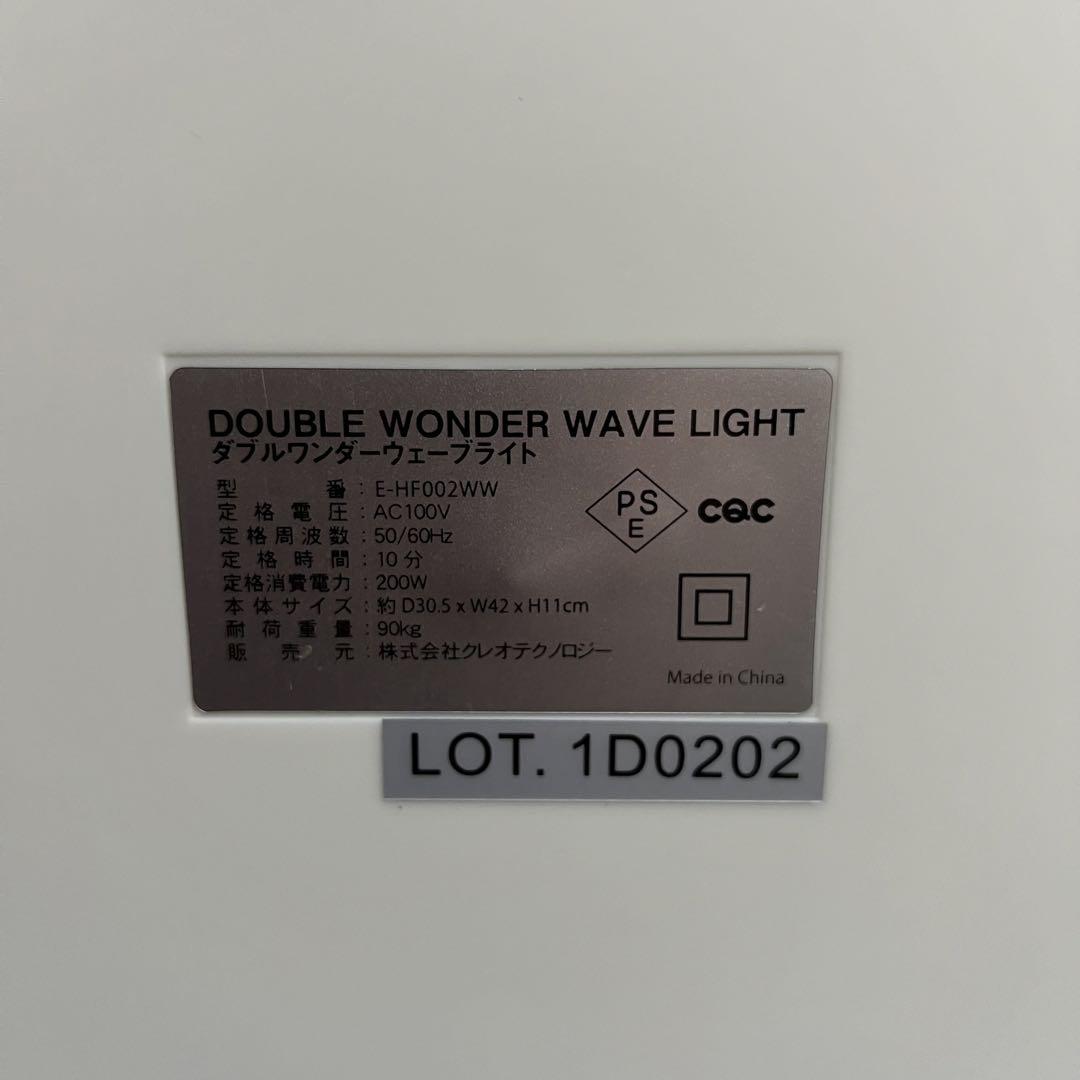 DOUBLE WONDER WAVE LIGHT
ダブルワンダーウェーブライト
型番：E-HF002WW
定格電圧：AC100V
定格周波数：50/60Hz
定格時間：10分
定格消費電力：200W
本体サイズ：約 D30.5 x W42 x H11cm
耐荷重量：90kg
販売元：株式会社クレオテクノロジー
PS
E
CQC
Made in China
LOT. 1D0202